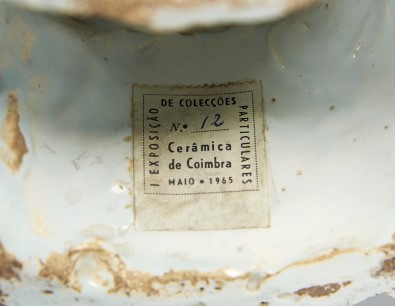 I EXPOSIÇÃO
DE COLECÇÕES
PARTICULARES
N.º 12
Cerâmica
de Coimbra
MAIO • 1965